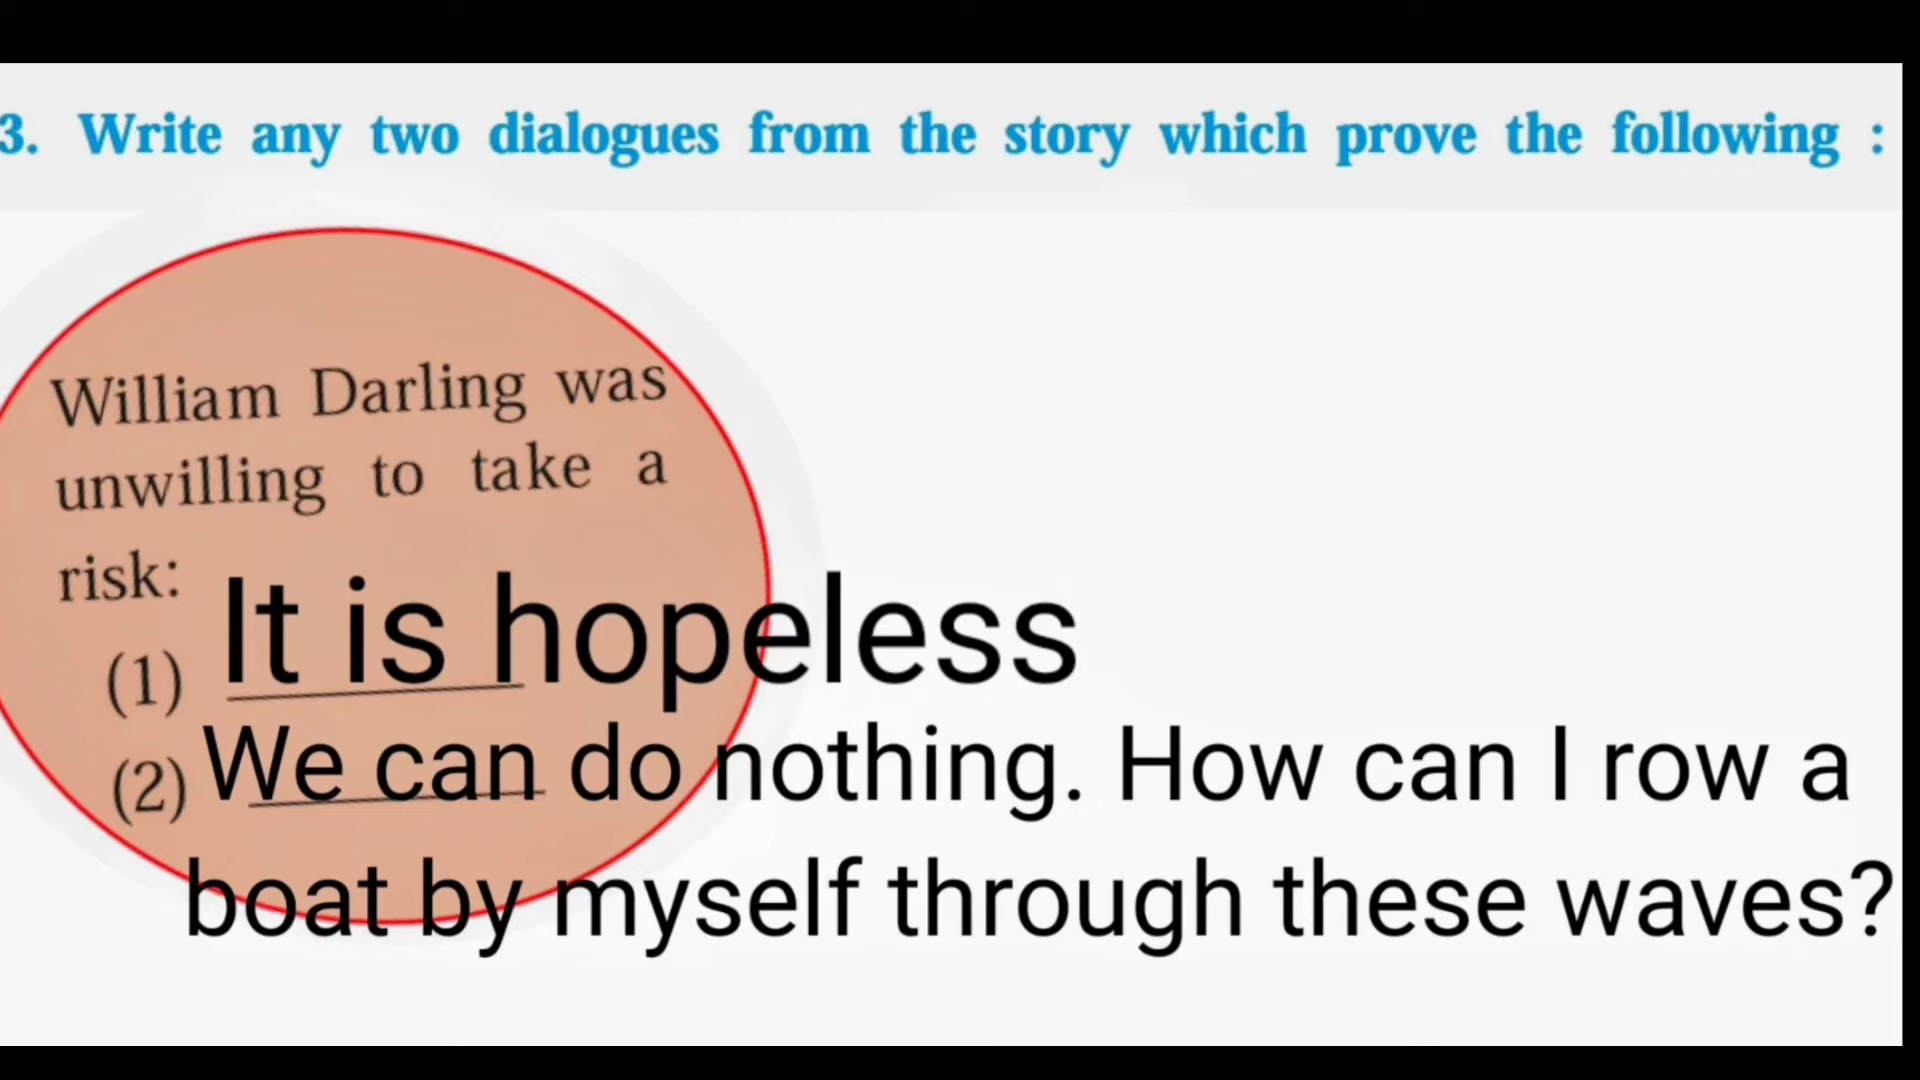 3. Write any two dialogues from the story which prove the following :
William Darling was
unwilling to take a
risk:
(1) It is hopeless
(2) We can do nothing. How can I row a
boat by myself through these waves?